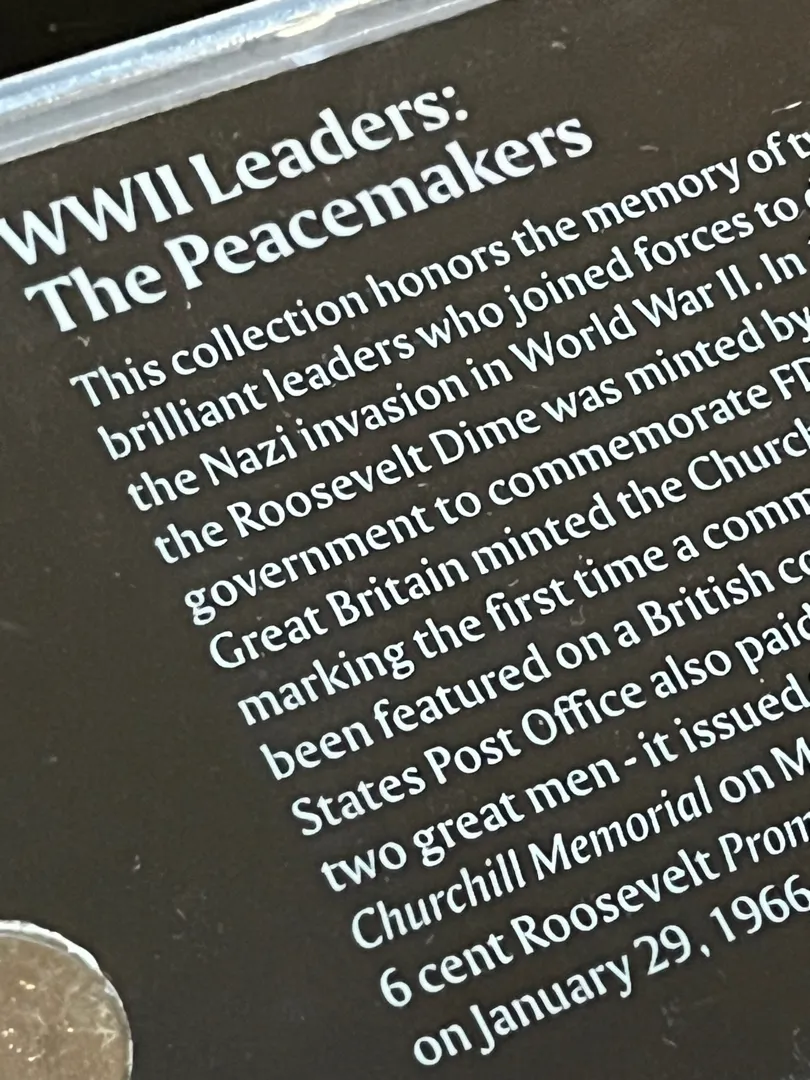 WWII Leaders:
The Peacemakers
This collection honors the memory of
brilliant leaders who joined forces to
the Nazi invasion in World War II. In
the Roosevelt Dime was minted by
government to commemorate
Great Britain minted the
marking the first time a
been featured on a British
States Post Office also paid
two great men - it issued
Churchill Memorial on
6 cent Roosevelt
on January 29, 1966